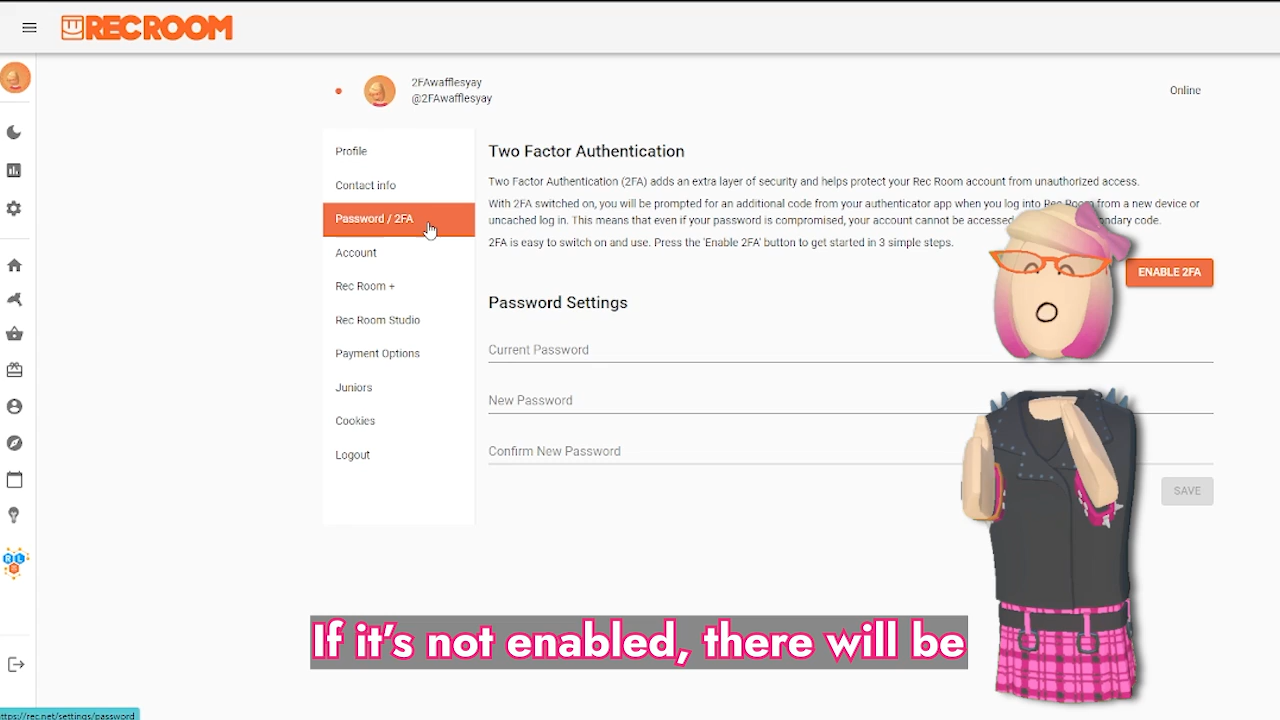 RECROOM
2FAwafflesyay
@2FAwafflesyay
Online
Profile
Contact info
Password / 2FA
Account
Rec Room +
Rec Room Studio
Payment Options
Juniors
Cookies
Logout
Two Factor Authentication
Two Factor Authentication (2FA) adds an extra layer of security and helps protect your Rec Room account from unauthorized access.
With 2FA switched on, you will be prompted for an additional code from your authenticator app when you log into Rec Room from a new device or
uncached log in. This means that even if your password is compromised, your account cannot be accessed code.
2FA is easy to switch on and use. Press the 'Enable 2FA' button to get started in 3 simple steps.
ENABLE 2FA
Password Settings
Current Password
New Password
Confirm New Password
SAVE
RL
If it's not enabled, there will be
ttps://rec.net/settings/password